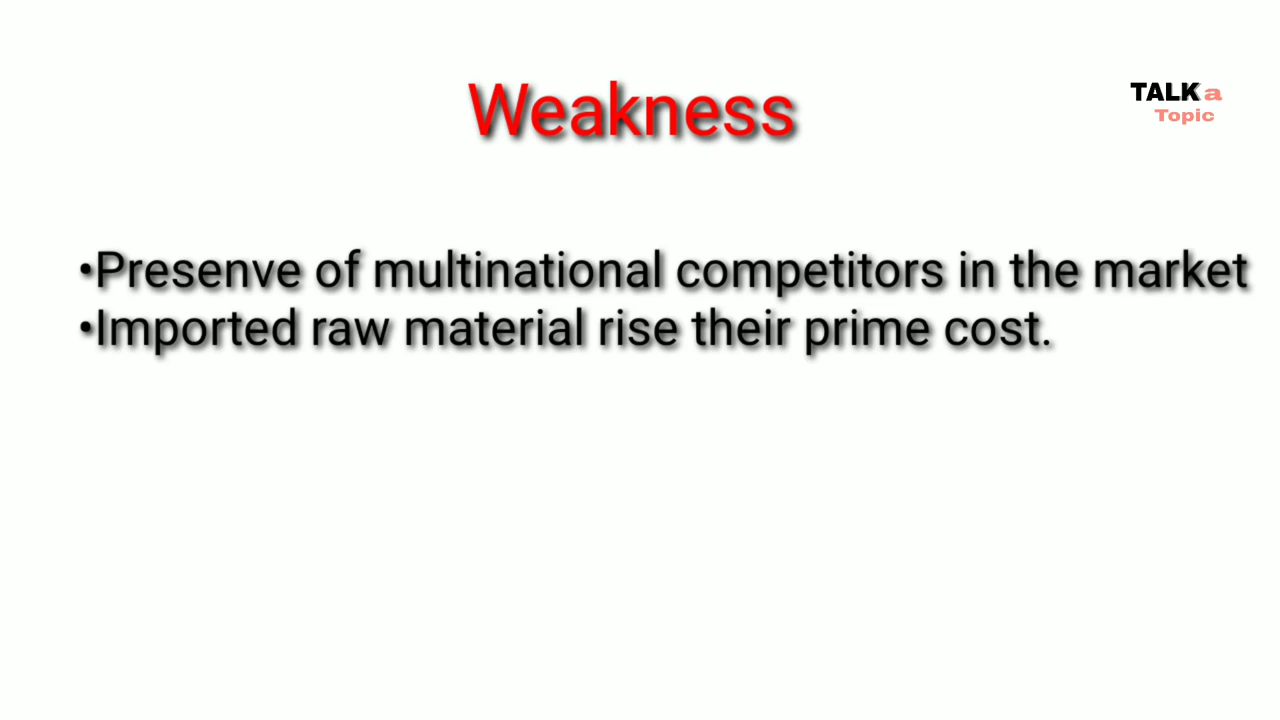 Weakness
TALK a
Topic
•Presenve of multinational competitors in the market
•Imported raw material rise their prime cost.